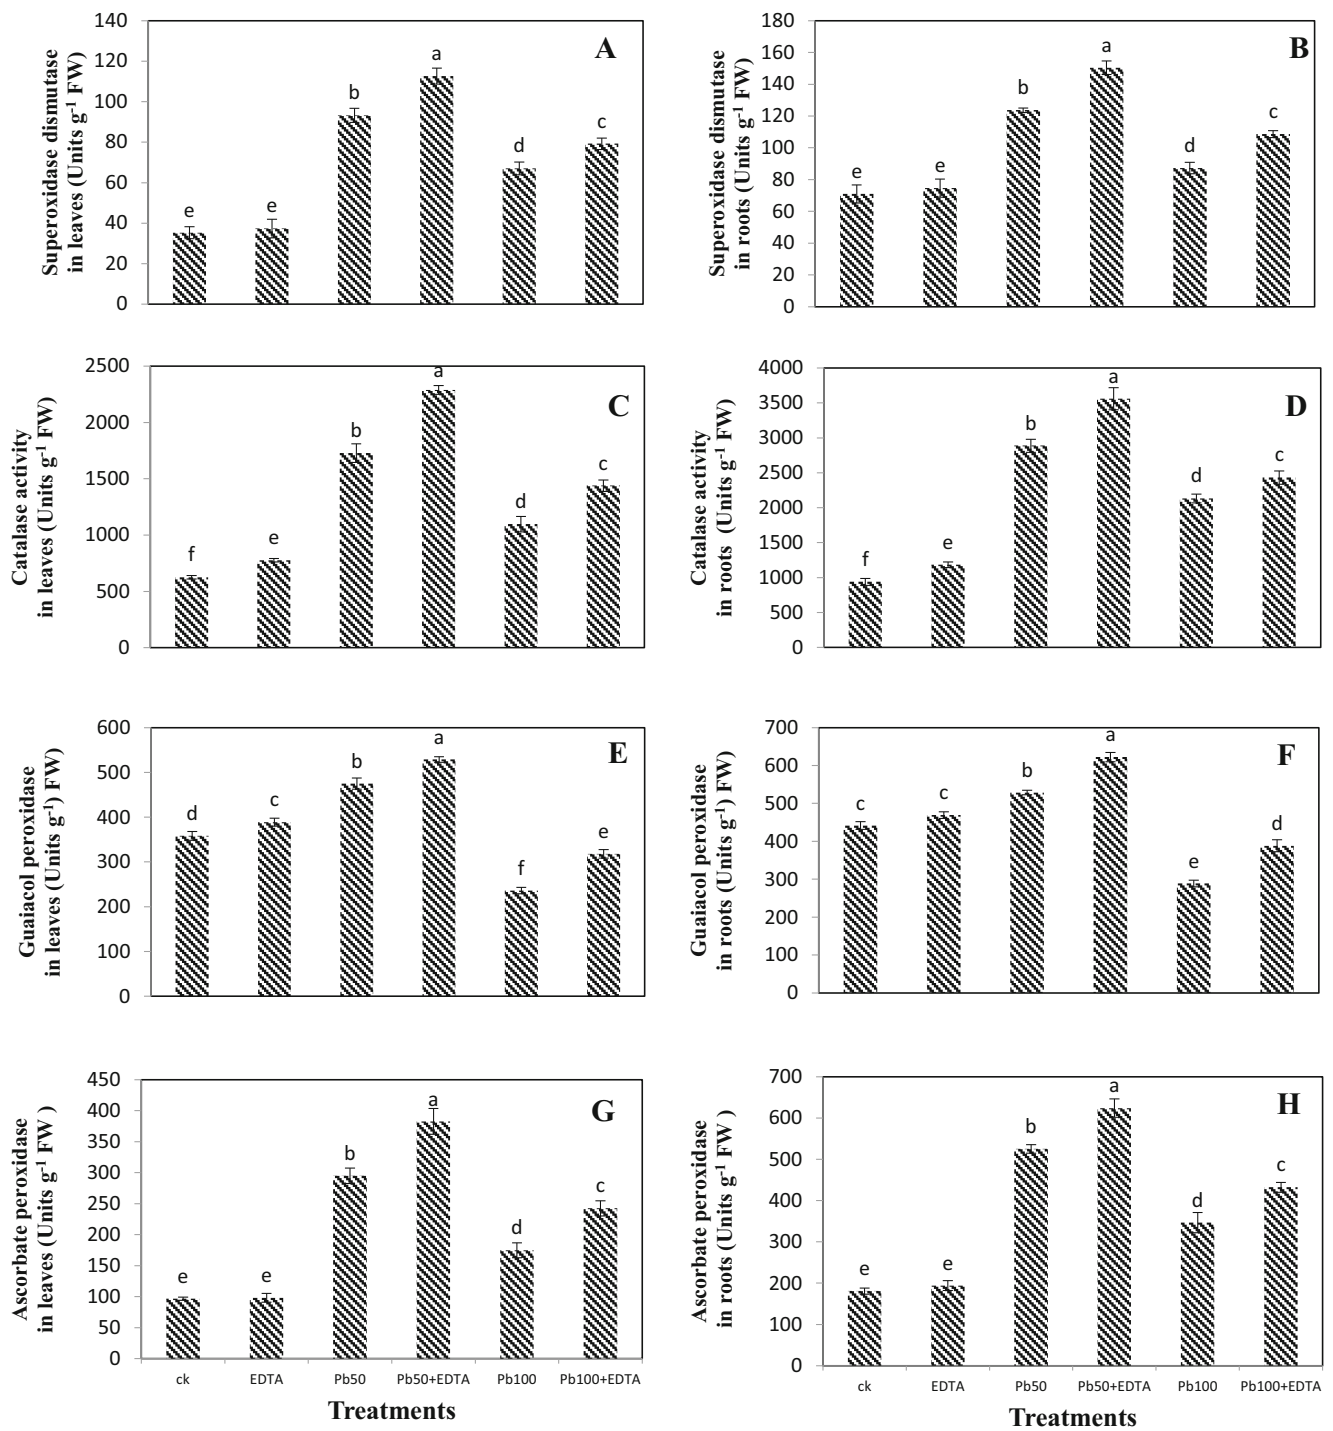 Superoxidase dismutase
in leaves (Units g-1 FW)
140
120
100
80
60
40
20
0
A
e
e
b
a
d
c
Superoxidase dismutase
in roots (Units g-1 FW)
180
160
140
120
100
80
60
40
20
0
B
e
e
b
a
d
c
Catalase activity
in leaves (Units g-1 FW)
2500
2000
1500
1000
500
0
C
f
e
b
a
d
c
Catalase activity
in roots (Units g-1 FW)
4000
3500
3000
2500
2000
1500
1000
500
0
D
f
e
b
a
d
c
Guaiacol peroxidase
in leaves (Units g-1) FW)
600
500
400
300
200
100
0
E
d
c
b
a
f
e
Guaiacol peroxidase
in roots (Units g-1) FW)
700
600
500
400
300
200
100
0
F
c
c
b
a
e
d
Ascorbate peroxidase
in leaves (Units g-1 FW )
450
400
350
300
250
200
150
100
50
0
G
e
e
b
a
d
c
ck EDTA Pb50 Pb50+EDTA Pb100 Pb100+EDTA
Treatments
Ascorbate peroxidase
in roots (Units g-1 FW )
700
600
500
400
300
200
100
0
H
e
e
b
a
d
c
ck EDTA Pb50 Pb50+EDTA Pb100 Pb100+EDTA
Treatments